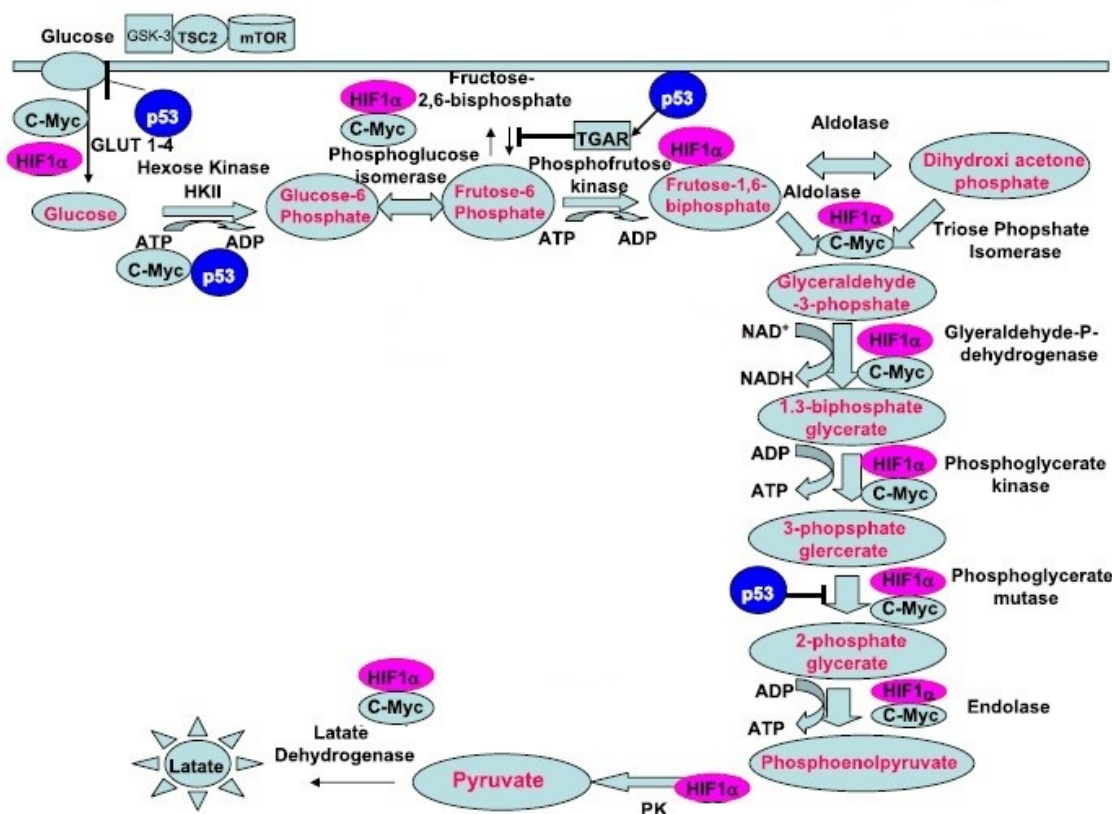 Glucose
GSK-3
TSC2
mTOR
C-Myc
HIF1α
p53
GLUT 1-4
Glucose
Hexose Kinase
HKII
ATP
ADP
C-Myc
p53
Glucose-6
Phosphate
HIF1α
C-Myc
Phosphoglucose
isomerase
Fructose-
2,6-bisphosphate
Frutose-6
Phosphate
TGAR
p53
Phosphofrutose
kinase
ATP
ADP
HIF1α
Frutose-1,6-
biphosphate
Aldolase
Aldolase
Dihydroxi acetone
phosphate
HIF1α
C-Myc
Triose Phopshate
Isomerase
Glyceraldehyde
-3-phopshate
NAD+
NADH
HIF1α
C-Myc
Glyeraldehyde-P-
dehydrogenase
1.3-biphosphate
glycerate
ADP
ATP
HIF1α
C-Myc
Phosphoglycerate
kinase
3-phopsphate
glercerate
p53
HIF1α
C-Myc
Phosphoglycerate
mutase
2-phosphate
glycerate
ADP
ATP
HIF1α
C-Myc
Endolase
Phosphoenolpyruvate
HIF1α
PK
Pyruvate
HIF1α
C-Myc
Latate
Dehydrogenase
Latate